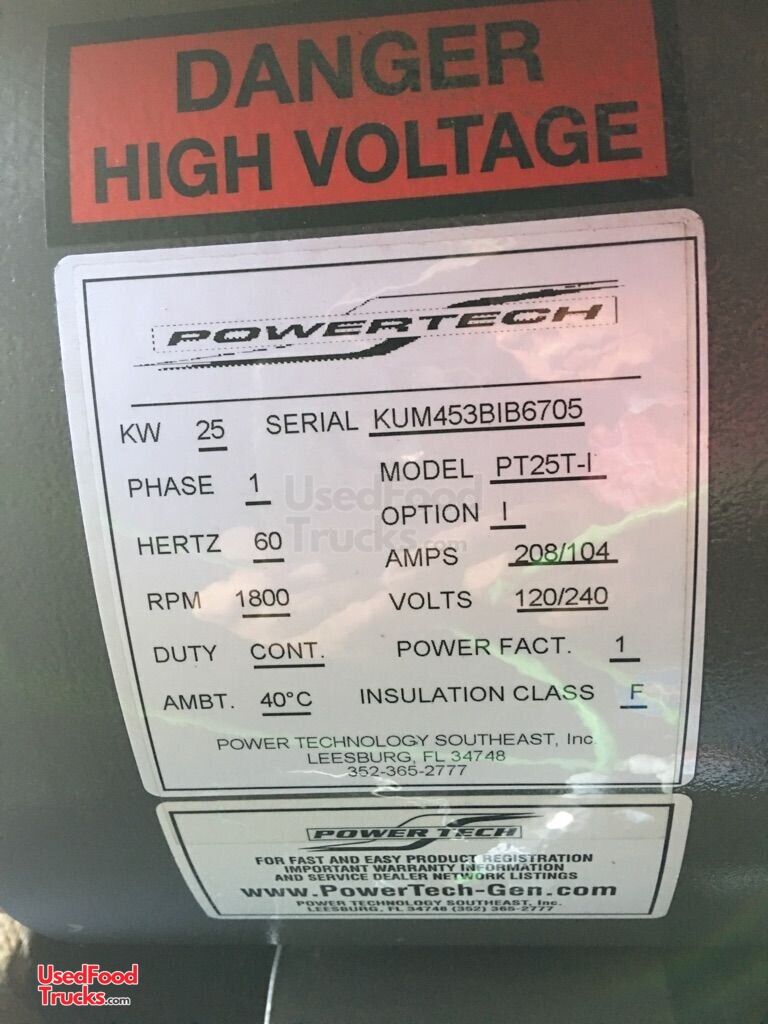 DANGER
HIGH VOLTAGE
POWERTECH
KW 25 SERIAL KUM453BIB6705
PHASE 1 MODEL PT25T-I
OPTION I
HERTZ 60 AMPS 208/104
RPM 1800 VOLTS 120/240
DUTY CONT. POWER FACT. 1
AMBT. 40°C INSULATION CLASS F
POWER TECHNOLOGY SOUTHEAST, Inc.
LEESBURG, FL 34748
352-365-2777
UsedFood
Trucks.com
POWER TECH
FOR FAST AND EASY PRODUCT REGISTRATION
IMPORTANT WARRANTY INFORMATION
AND SERVICE DEALER NETWORK LISTINGS
www.PowerTech-Gen.com
POWER TECHNOLOGY SOUTHEAST, Inc.
LEESBURG, FL 34748 (352) 365-2777
UsedFood
Trucks.com